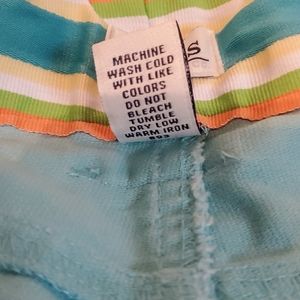 MACHINE
WASH COLD
WITH LIKE
COLORS
DO NOT
BLEACH
TUMBLE
DRY LOW
WARM IRON
S